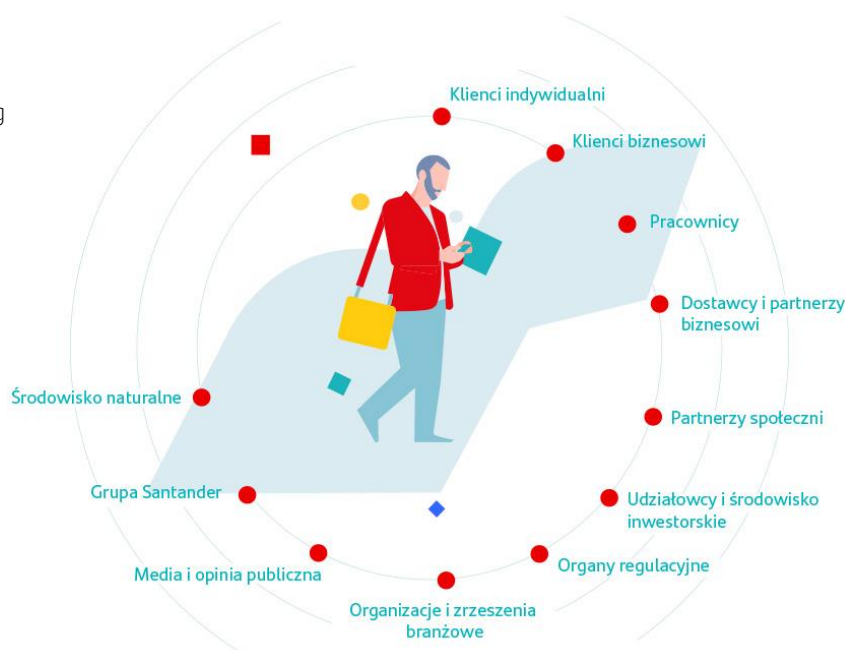 Klienci indywidualni
g
Klienci biznesowi
Pracownicy
Dostawcy i partnerzy
biznesowi
Środowisko naturalne
Partnerzy społeczni
Grupa Santander
Udziałowcy i środowisko
inwestorskie
Organy regulacyjne
Media i opinia publiczna
Organizacje i zrzeszenia
branżowe